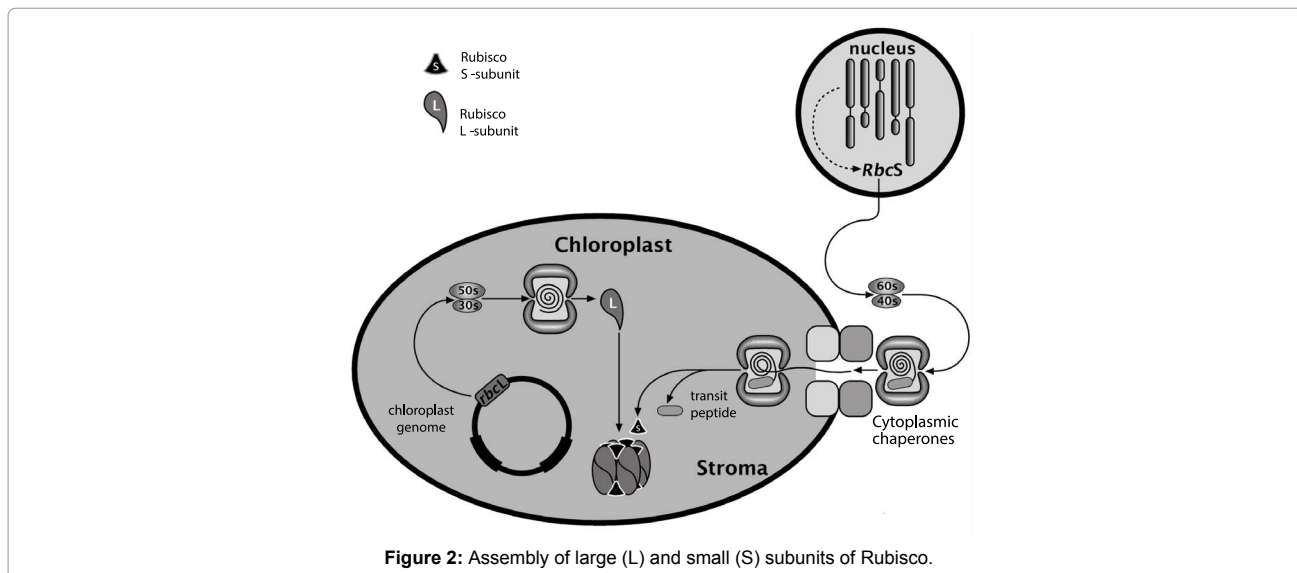 S
Rubisco
S -subunit
L
Rubisco
L -subunit
nucleus
RbcS
Chloroplast
50s
30s
L
60s
40s
rbcL
chloroplast
genome
transit
peptide
S
Cytoplasmic
chaperones
Stroma
Figure 2: Assembly of large (L) and small (S) subunits of Rubisco.